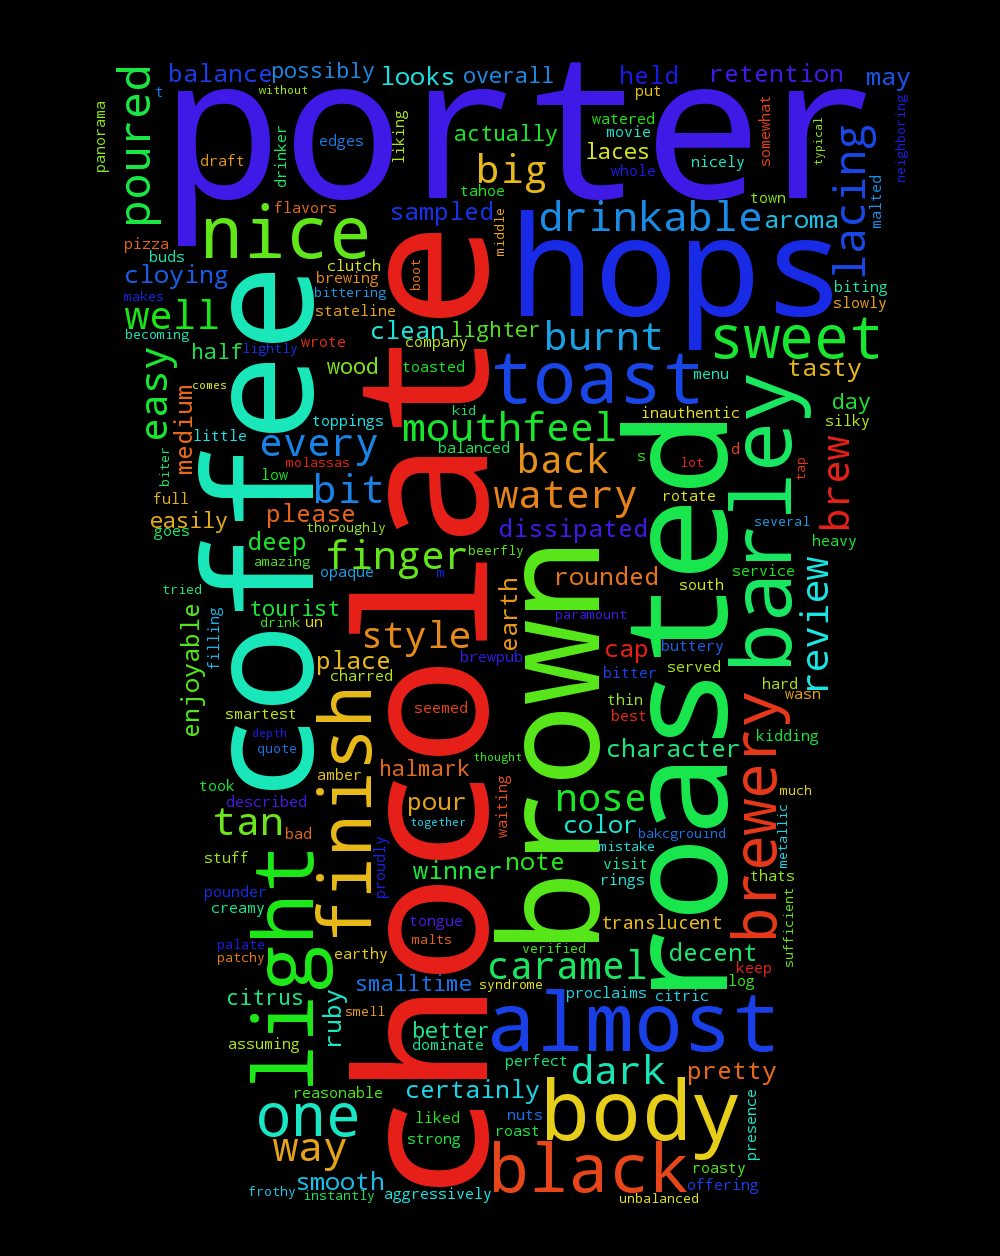 porter
balance
possibly
looks
overall
held
retention
may
poured
panorama
t
without
put
edges
draft
drinker
liking
actually
watered
movie
laces
whole
nicely
somewhat
typical
neighboring
big
tahoe
town
malted
lacing
nice
flavors
sampled
middle
drinkable
aroma
hops
pizza
buds
cloying
clutch
brewing
bittering
stateline
boot
biting
slowly
makes
well
becoming
half
lightly
wrote
clean
company
lighter
burnt
sweet
easy
medium
comes
wood
toasted
toast
menu
tasty
coffee
chocolate
little
toppings
kid
mouthfeel
inauthentic
day
silky
every
molassas
balanced
back
s
lot
d
tap
brew
barley
roasted
biter
low
full
bit
watery
rotate
easily
goes
please
thoroughly
dissipated
several
heavy
deep
amazing
finger
beerfly
opaque
m
rounded
south
service
tried
filling
enjoyable
tourist
drink
un
earth
paramount
review
style
brown
place
charred
brewpub
cap
buttery
bitter
served
hard
wasn
thin
best
smartest
seemed
depth
quote
finish
thought
character
kidding
brewery
took
amber
halmark
described
pour
together
waiting
nose
much
tan
bad
color
bakcground
metallic
mistake
stuff
proudly
winner
note
visit
rings
thats
pounder
creamy
light
tongue
malts
translucent
sufficient
palate
patchy
earthy
verified
caramel
decent
keep
log
citrus
ruby
smalltime
syndrome
proclaims
citric
smell
assuming
better
dominate
almost
perfect
dark
pretty
reasonable
certainly
one
liked
strong
nuts
roast
body
presence
way
black
roasty
offering
smooth
frothy
instantly
aggressively
unbalanced